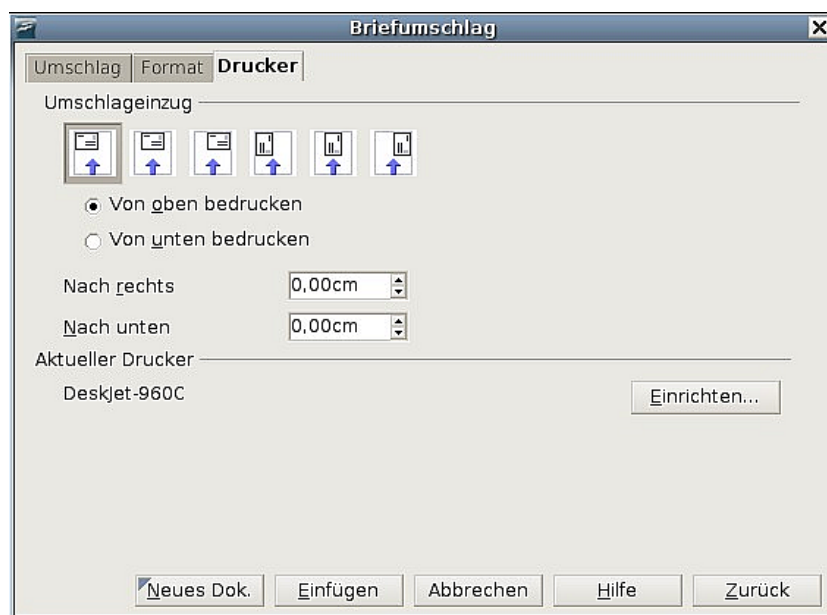 Briefumschlag
Umschlag Format Drucker
Umschlageinzug
Von oben bedrucken
Von unten bedrucken
Nach rechts 0,00cm
Nach unten 0,00cm
Aktueller Drucker
DeskJet-960C Einrichten...
Neues Dok. Einfügen Abbrechen Hilfe Zurück